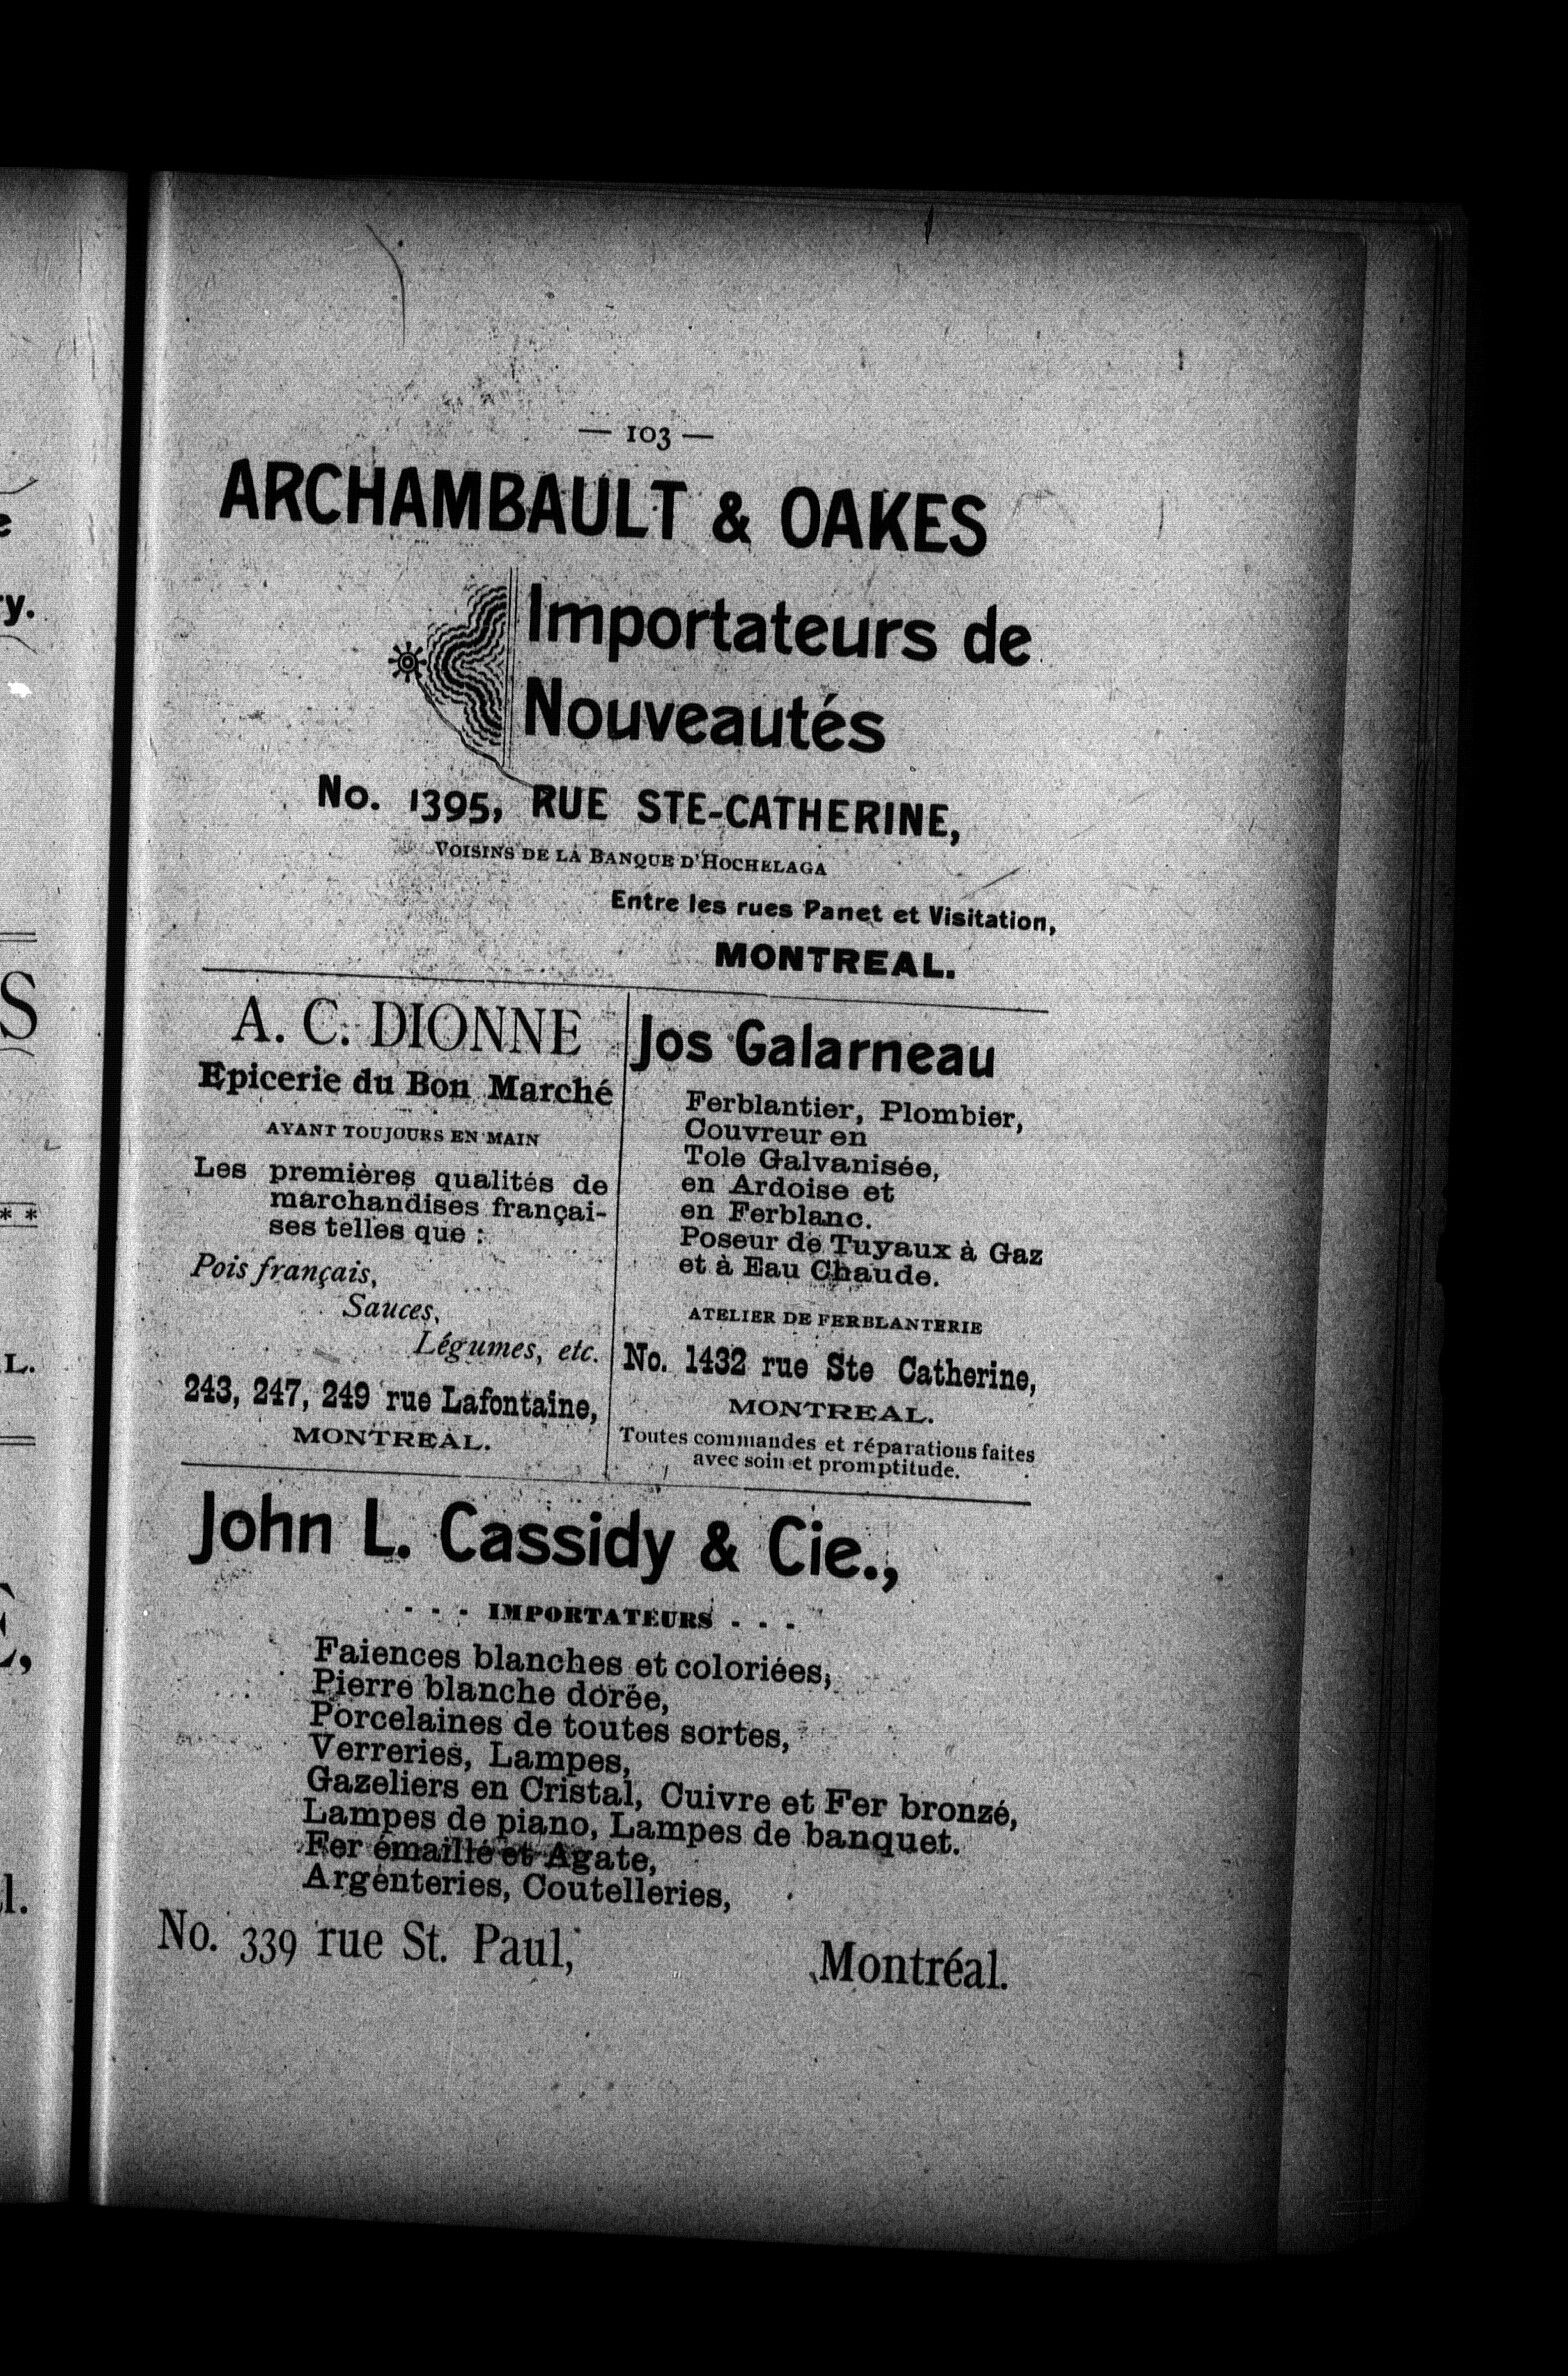 — 103 —
ARCHAMBAULT & OAKES
Importateurs de
Nouveautés
No. 1395, RUE STE-CATHERINE,
VOISINS DE LA BANQUE D'HOCHELAGA
Entre les rues Panet et Visitation,
MONTREAL.
A. C. DIONNE
Epicerie du Bon Marché
AYANT TOUJOURS EN MAIN
Les premières qualités de
marchandises françai-
ses telles que :
Pois français,
Sauces,
Légumes, etc.
243, 247, 249 rue Lafontaine,
MONTREAL.
Jos Galarneau
Ferblantier, Plombier,
Couvreur en
Tole Galvanisée,
en Ardoise et
en Ferblanc.
Poseur de Tuyaux à Gaz
et à Eau Chaude.
ATELIER DE FERBLANTERIE
No. 1432 rue Ste Catherine,
MONTREAL.
Toutes commandes et réparations faites
avec soin et promptitude.
John L. Cassidy & Cie.,
- - - IMPORTATEURS - - -
Faiences blanches et coloriées,
Pierre blanche dorée,
Porcelaines de toutes sortes,
Verreries, Lampes,
Gazeliers en Cristal, Cuivre et Fer bronzé,
Lampes de piano, Lampes de banquet.
Fer émaillé et Agate,
Argenteries, Coutelleries,
No. 339 rue St. Paul, Montréal.